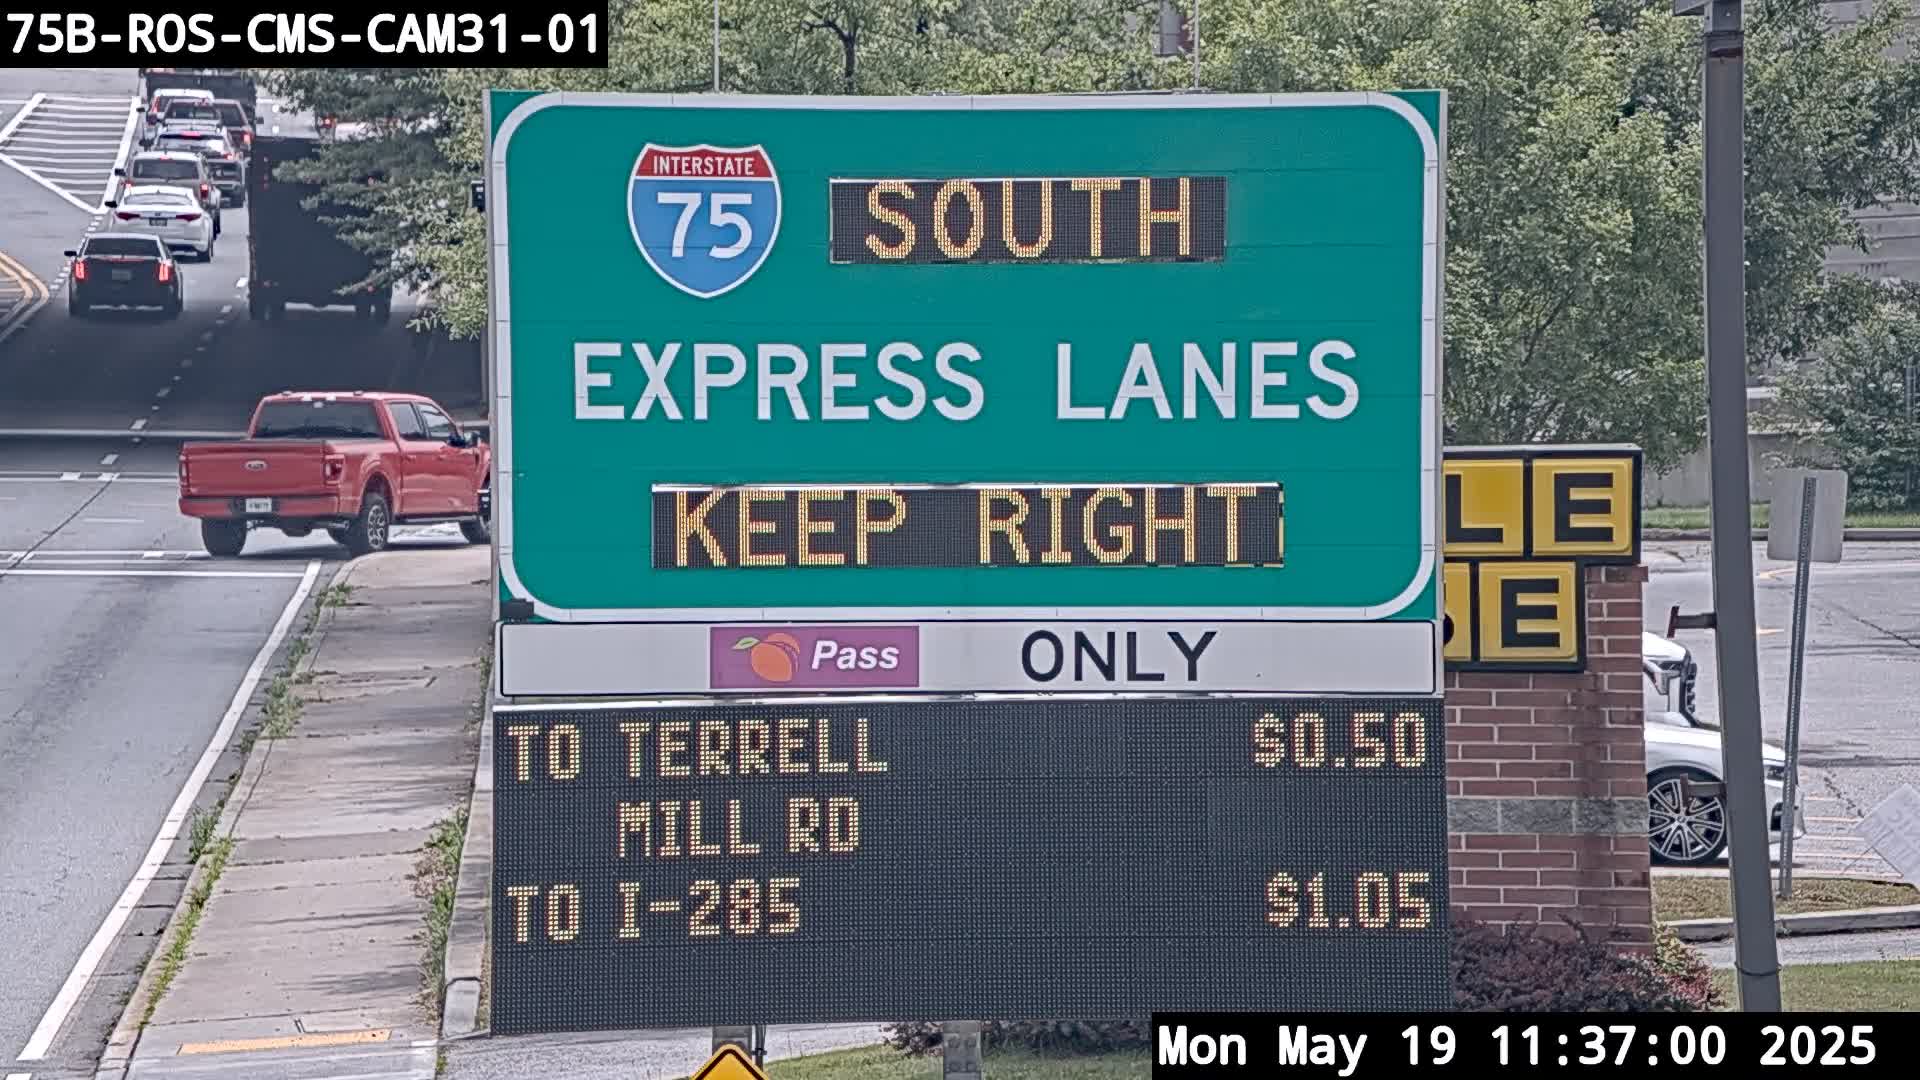 75B-ROS-CMS-CAM31-01
INTERSTATE
75
SOUTH
EXPRESS LANES
KEEP RIGHT
Pass ONLY
TO TERRELL $0.50
MILL RD
TO I-285 $1.05
LE
E
Mon May 19 11:37:00 2025